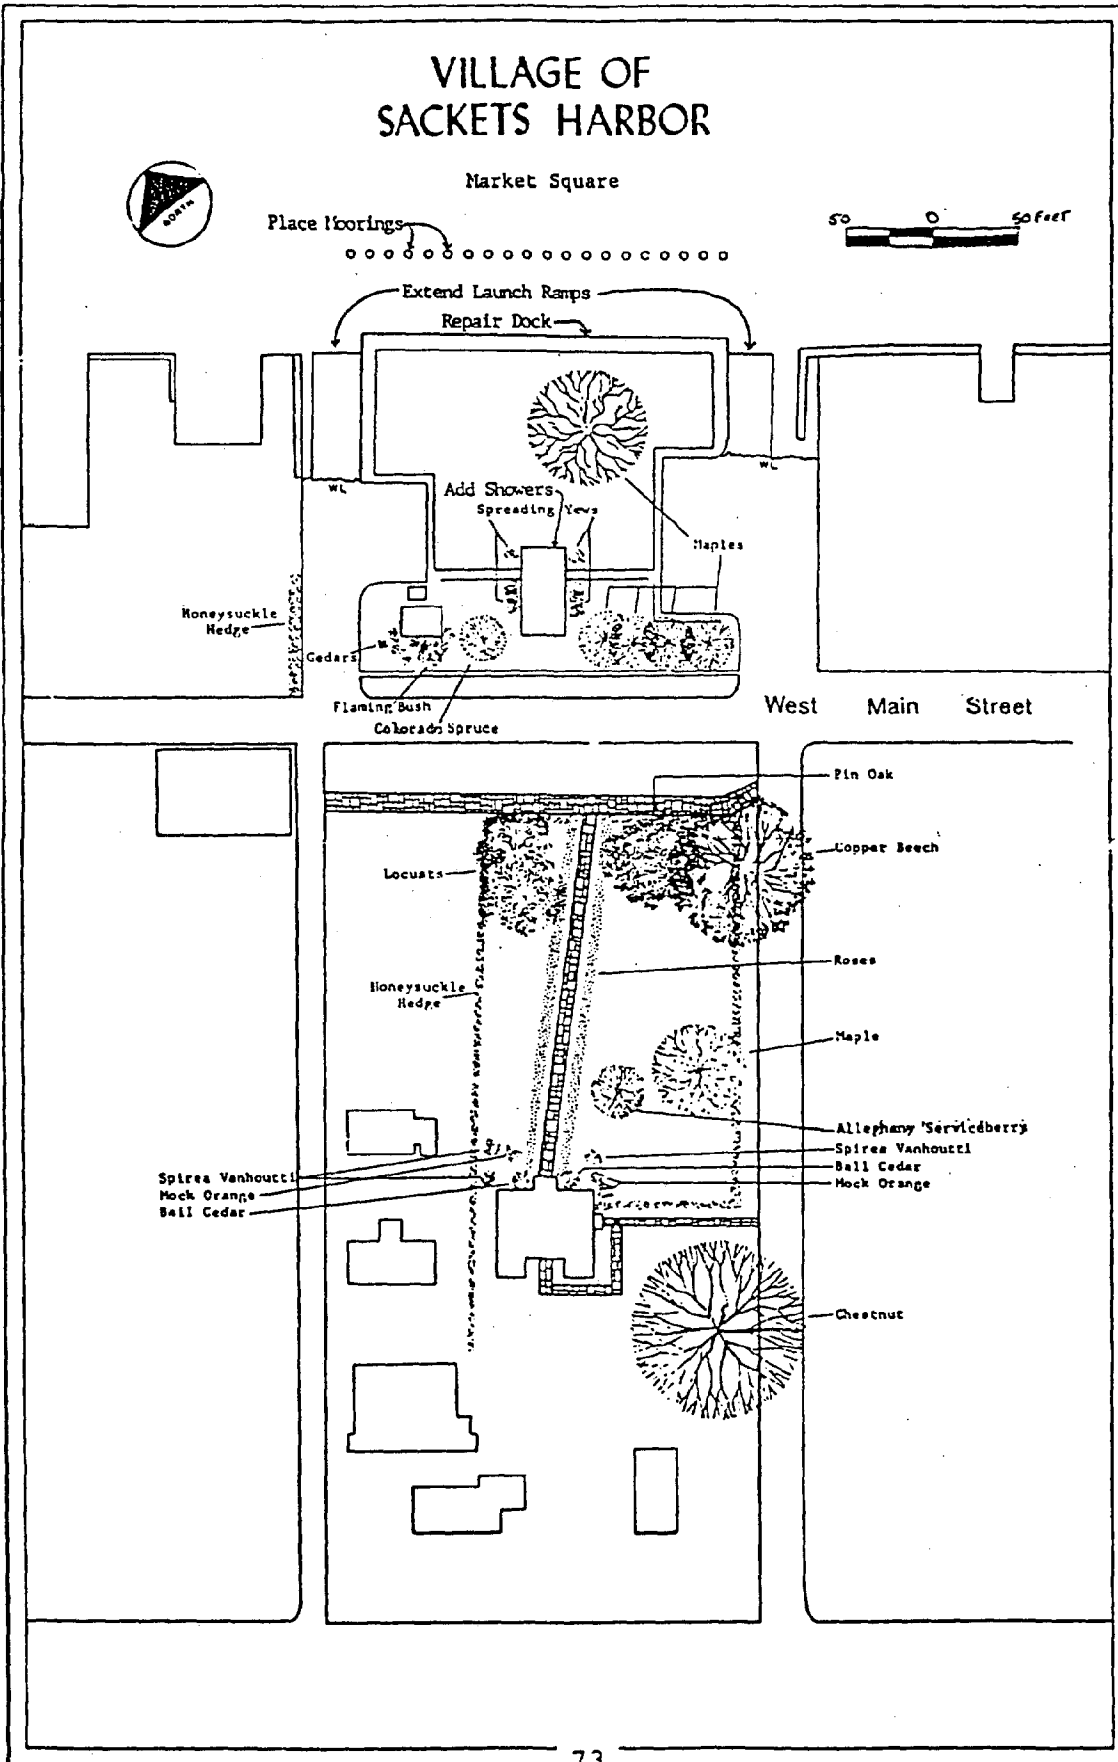 VILLAGE OF
SACKETS HARBOR
Market Square
NORTH
50 0 50 Feet
Place Moorings
Extend Launch Ramps
Repair Dock
WL
WL
Add Showers
Spreading Yews
Maples
Honeysuckle
Hedge
Cedars
Flaming Bush
Colorado Spruce
West Main Street
Pin Oak
Copper Beech
Locusts
Roses
Honeysuckle
Hedge
Maple
Alleghany Serviceberry
Spirea Vanhoutti
Ball Cedar
Mock Orange
Spirea Vanhoutti
Mock Orange
Ball Cedar
Chestnut
73